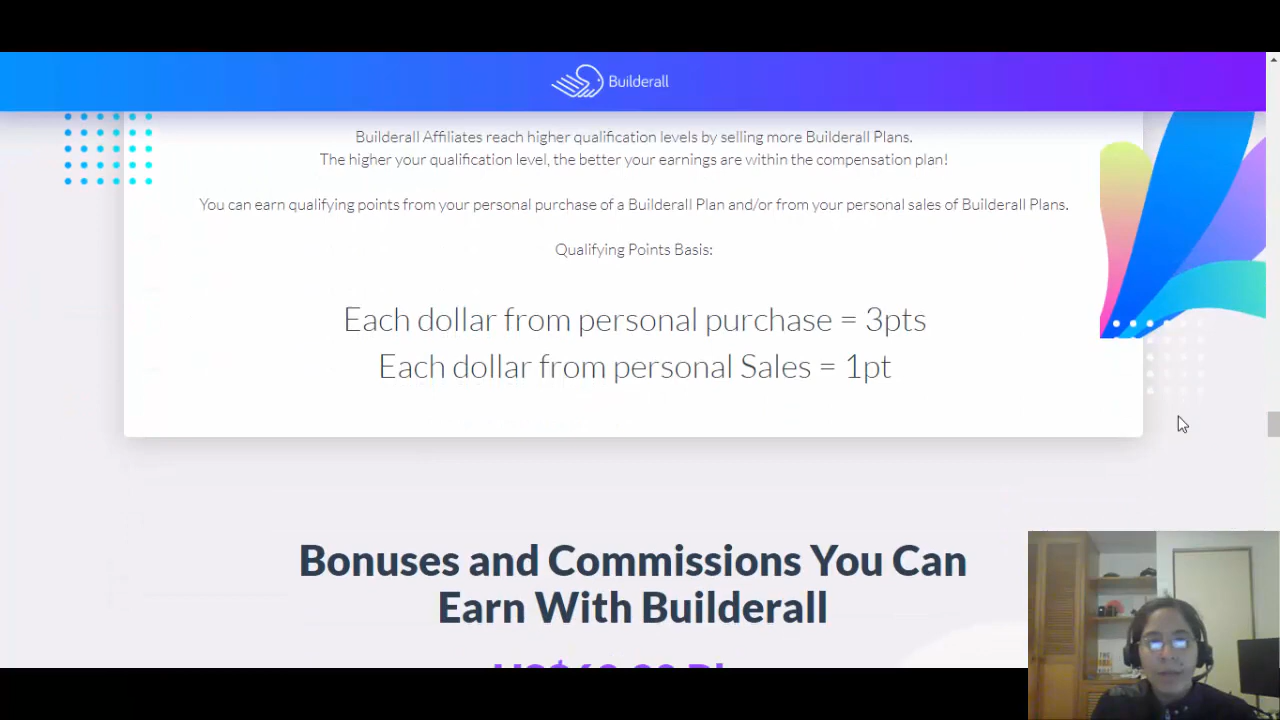 Builderall
Builderall Affiliates reach higher qualification levels by selling more Builderall Plans.
The higher your qualification level, the better your earnings are within the compensation plan!
You can earn qualifying points from your personal purchase of a Builderall Plan and/or from your personal sales of Builderall Plans.
Qualifying Points Basis:
Each dollar from personal purchase = 3pts
Each dollar from personal Sales = 1pt
Bonuses and Commissions You Can
Earn With Builderall